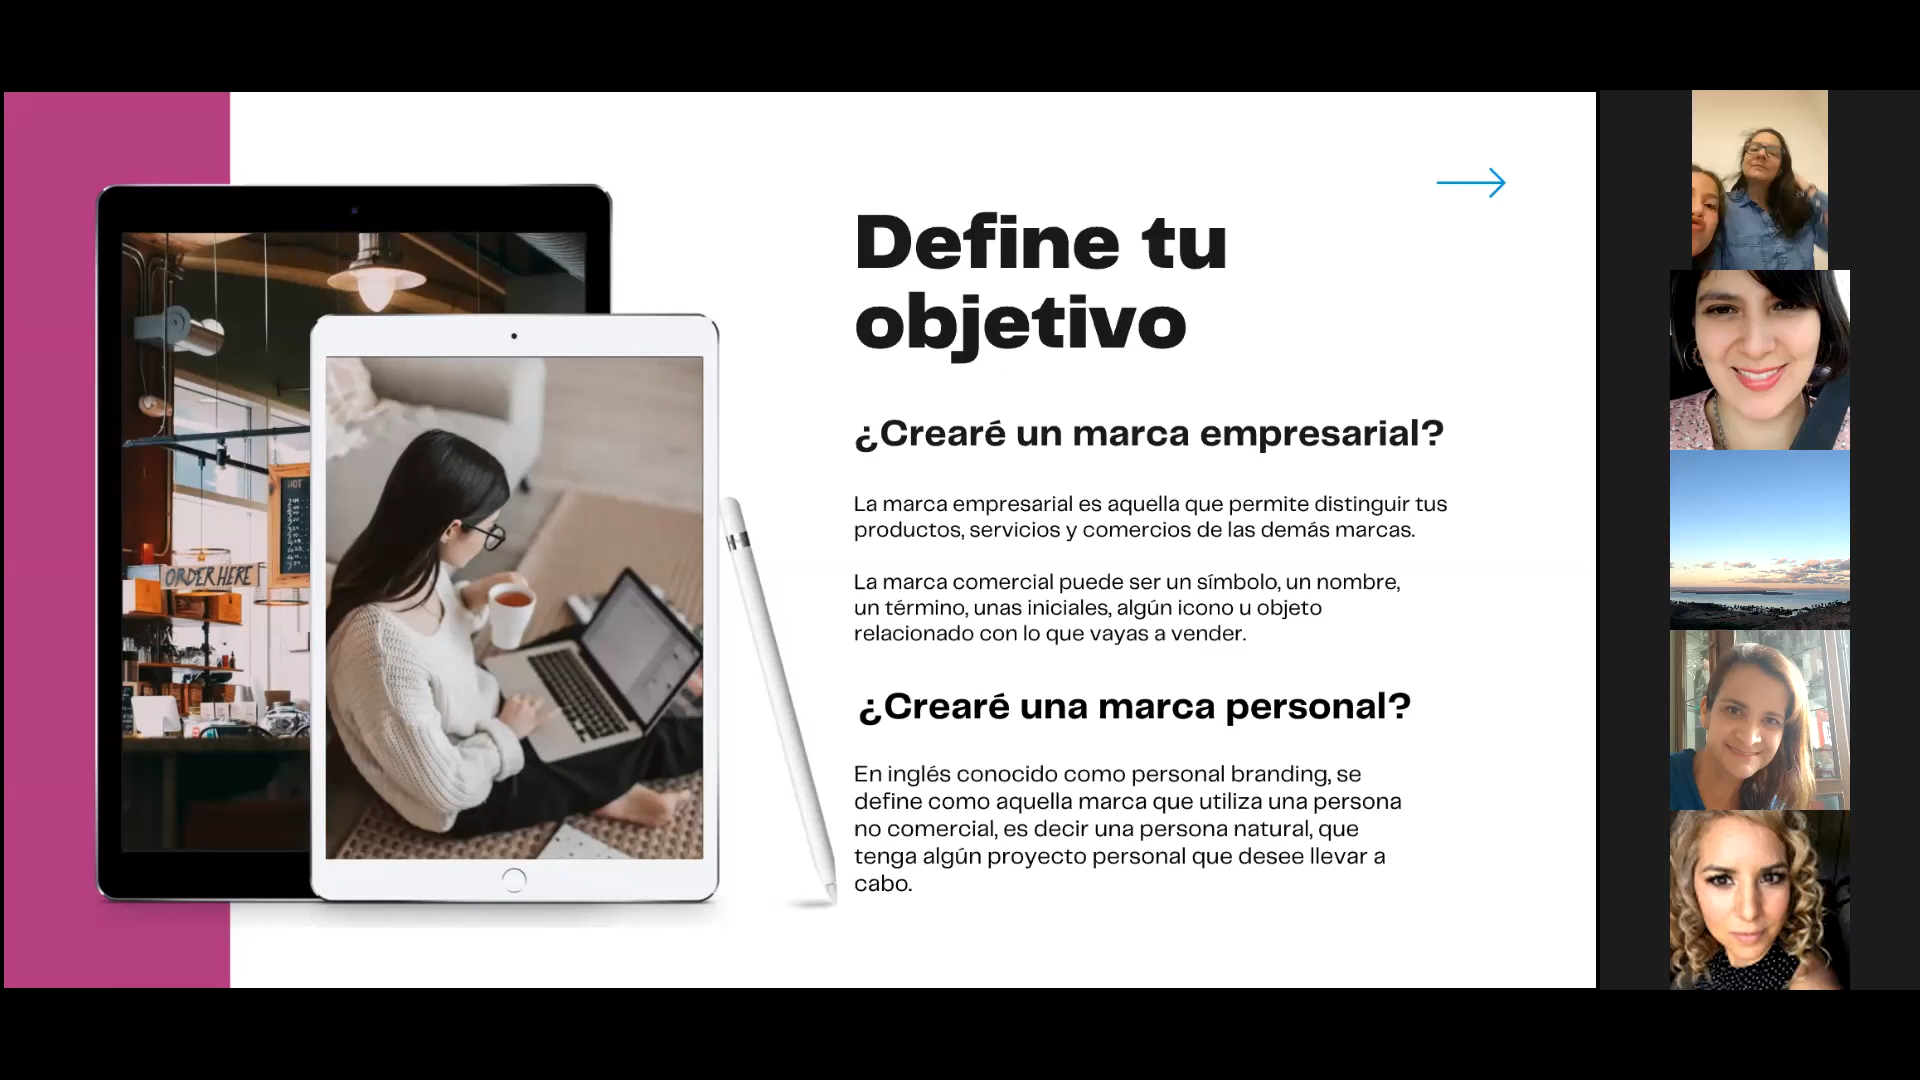 Define tu
objetivo
¿Crearé un marca empresarial?
La marca empresarial es aquella que permite distinguir tus
productos, servicios y comercios de las demás marcas.
La marca comercial puede ser un símbolo, un nombre,
un término, unas iniciales, algún icono u objeto
relacionado con lo que vayas a vender.
¿Crearé una marca personal?
En inglés conocido como personal branding, se
define como aquella marca que utiliza una persona
no comercial, es decir una persona natural, que
tenga algún proyecto personal que desee llevar a
cabo.
HOT
ORDER HERE